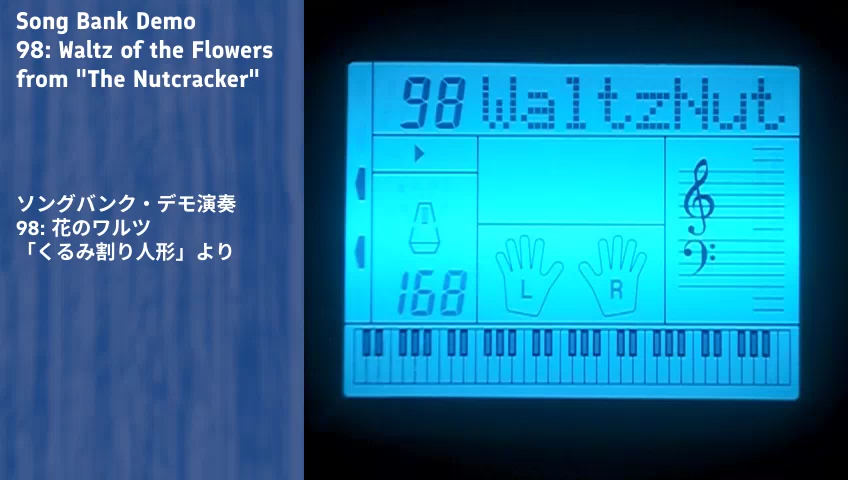 Song Bank Demo
98: Waltz of the Flowers
from "The Nutcracker"
ソングバンク・デモ演奏
98: 花のワルツ
「くるみ割り人形」より
98 WaltzNut
168
L R